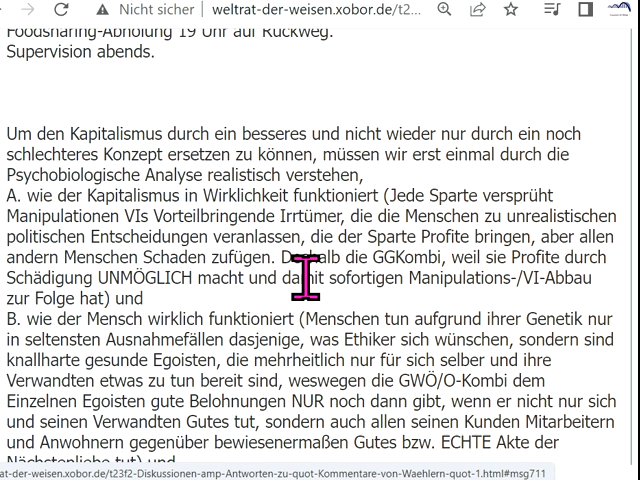 Nicht sicher | weltrat-der-weisen.xobor.de/t2...
Foodsharing-Abholung 19 Uhr auf Rückweg.
Supervision abends.
Um den Kapitalismus durch ein besseres und nicht wieder nur durch ein noch
schlechteres Konzept ersetzen zu können, müssen wir erst einmal durch die
Psychobiologische Analyse realistisch verstehen,
A. wie der Kapitalismus in Wirklichkeit funktioniert (Jede Sparte versprüht
Manipulationen VIs Vorteilbringende Irrtümer, die die Menschen zu unrealistischen
politischen Entscheidungen veranlassen, die der Sparte Profite bringen, aber allen
andern Menschen Schaden zufügen. Deshalb die GGKombi, weil sie Profite durch
Schädigung UNMÖGLICH macht und damit sofortigen Manipulations-/VI-Abbau
zur Folge hat) und
B. wie der Mensch wirklich funktioniert (Menschen tun aufgrund ihrer Genetik nur
in seltensten Ausnahmefällen dasjenige, was Ethiker sich wünschen, sondern sind
knallharte gesunde Egoisten, die mehrheitlich nur für sich selber und ihre
Verwandten etwas zu tun bereit sind, weswegen die GWÖ/O-Kombi dem
Einzelnen Egoisten gute Belohnungen NUR noch dann gibt, wenn er nicht nur sich
und seinen Verwandten Gutes tut, sondern auch allen seinen Kunden Mitarbeitern
und Anwohnern gegenüber bewiesenermaßen Gutes bzw. ECHTE Akte der
Nächstenliebe tut) und
at-der-weisen.xobor.de/t23f2-Diskussionen-amp-Antworten-zu-quot-Kommentare-von-Waehlern-quot-1.html#msg711